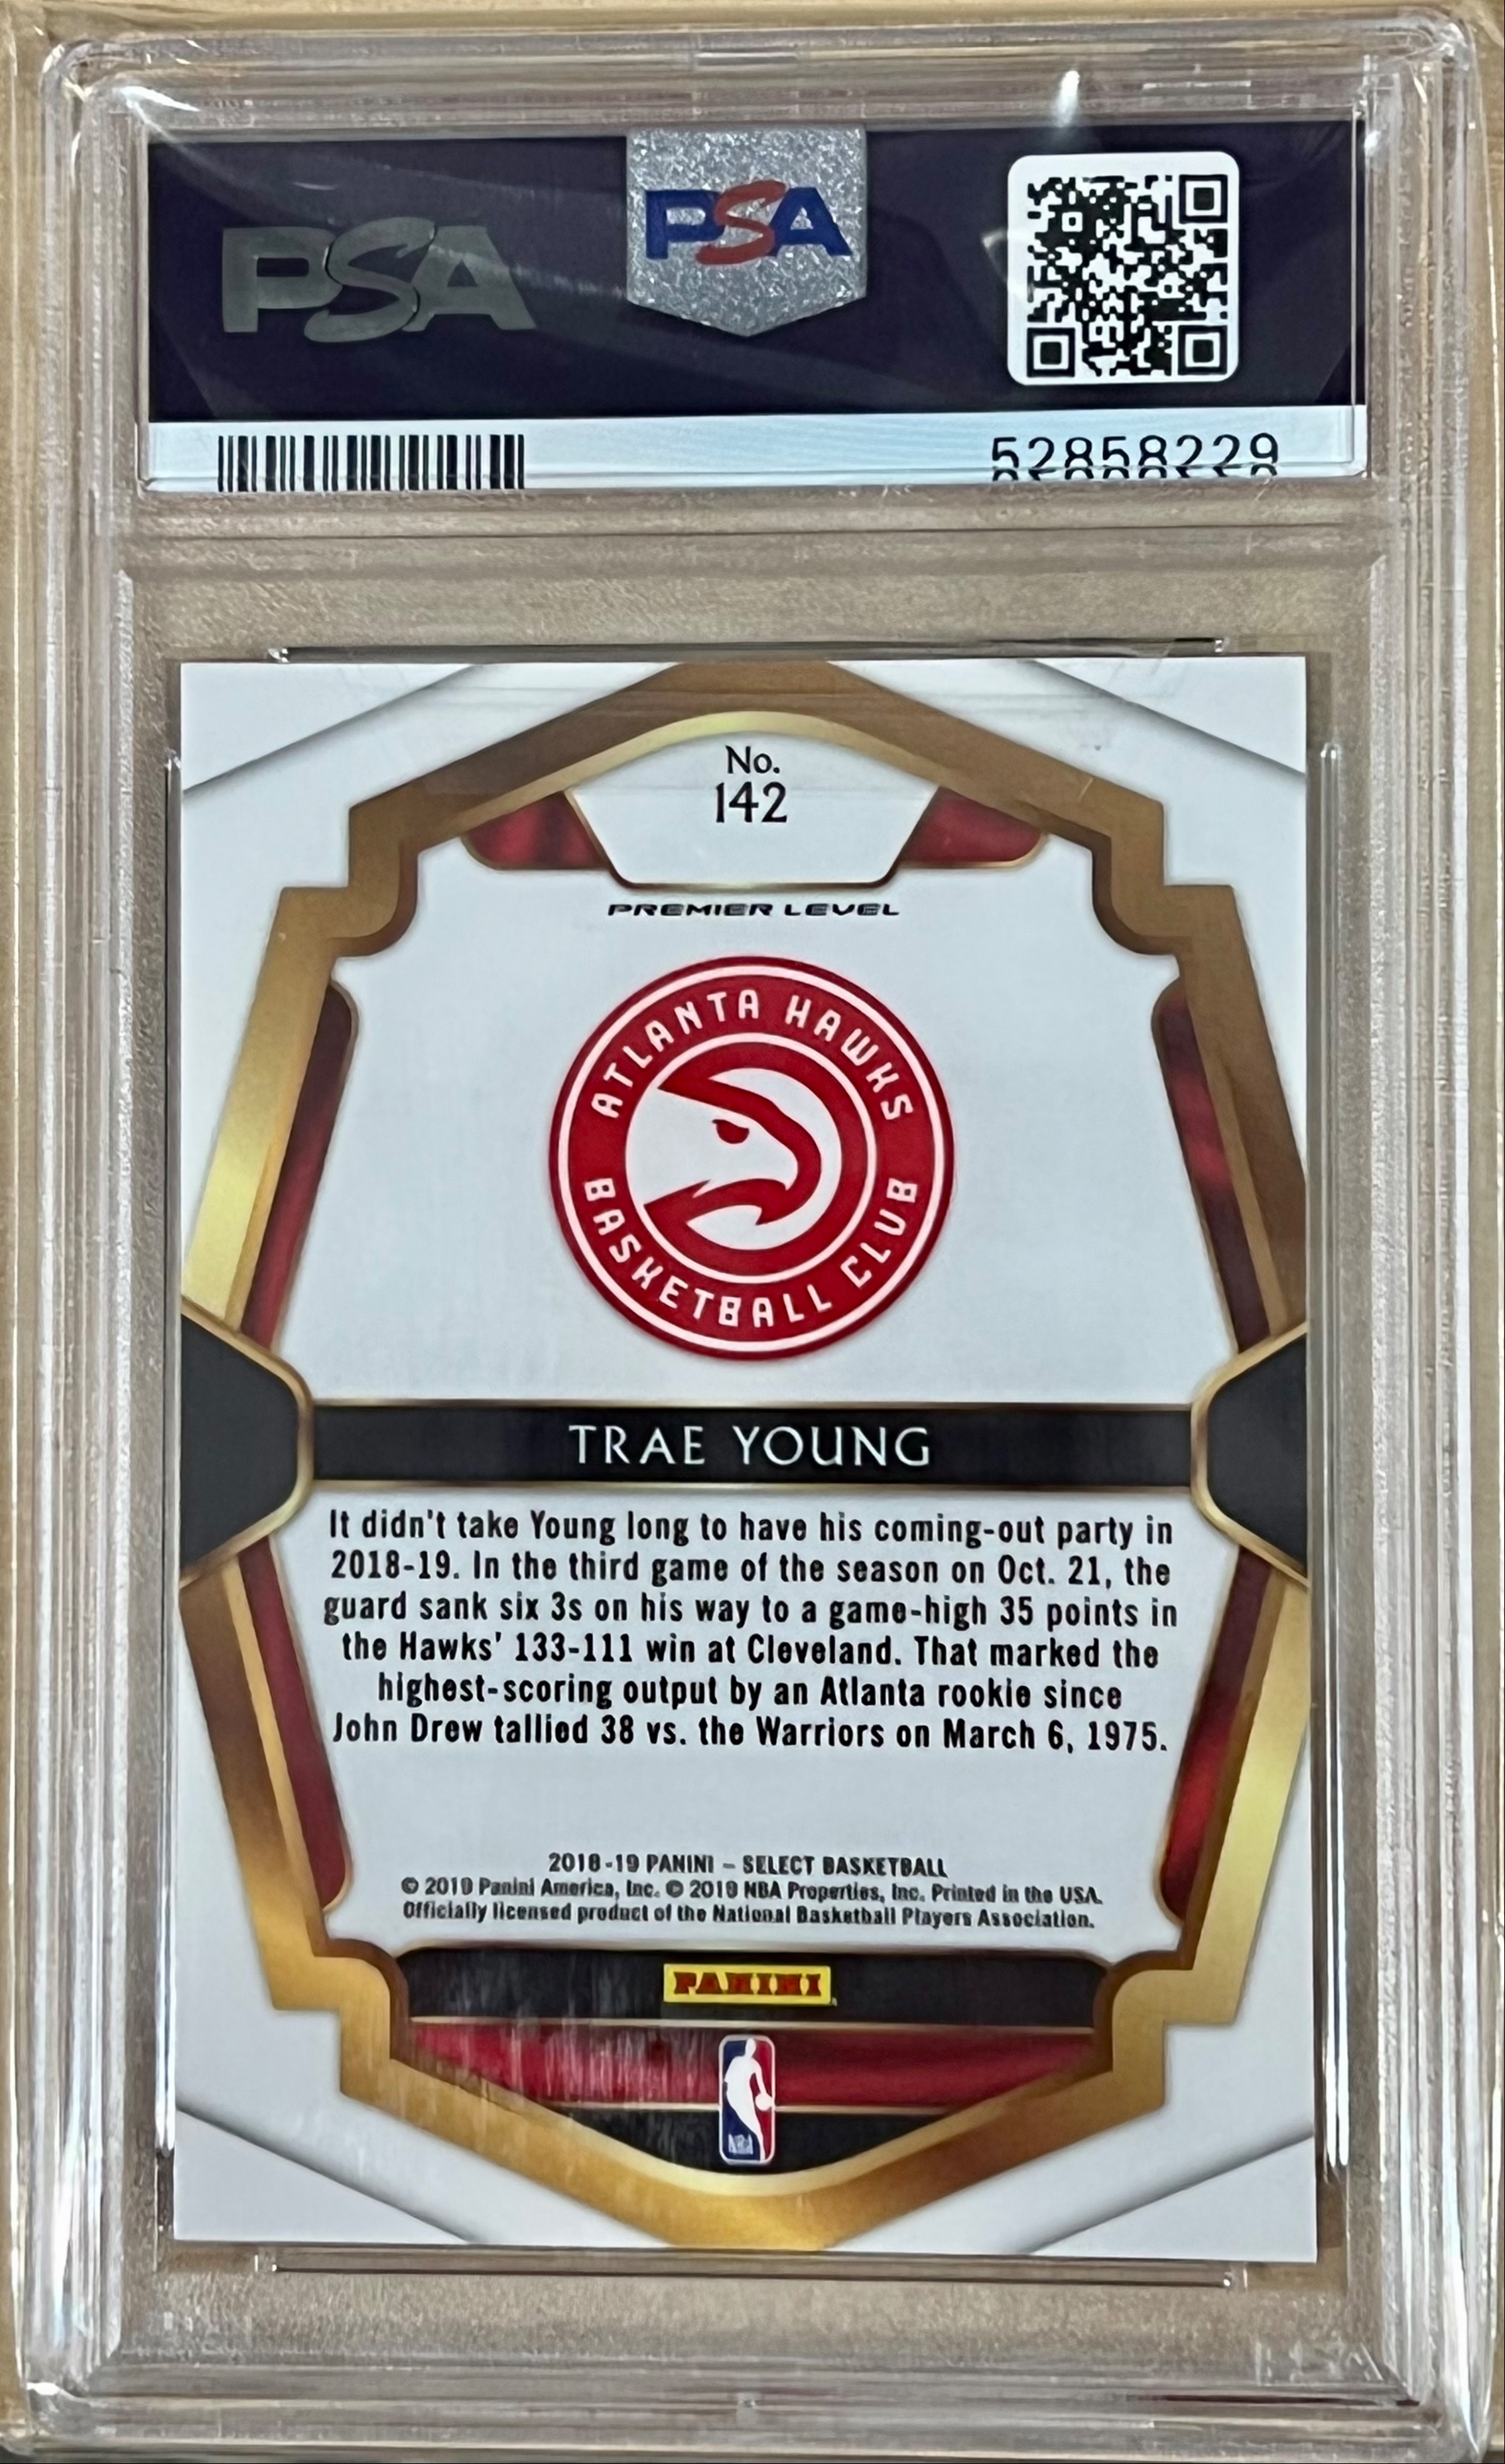 PSA
PSA
52858229
No.
142
PREMIER LEVEL
ATLANTA HAWKS
BASKETBALL CLUB
TRAE YOUNG
It didn't take Young long to have his coming-out party in
2018-19. In the third game of the season on Oct. 21, the
guard sank six 3s on his way to a game-high 35 points in
the Hawks' 133-111 win at Cleveland. That marked the
highest-scoring output by an Atlanta rookie since
John Drew tallied 38 vs. the Warriors on March 6, 1975.
2018-19 PANINI – SELECT BASKETBALL
© 2019 Panini America, Inc. © 2019 NBA Properties, Inc. Printed in the USA.
Officially licensed product of the National Basketball Players Association.
PANINI
NBA